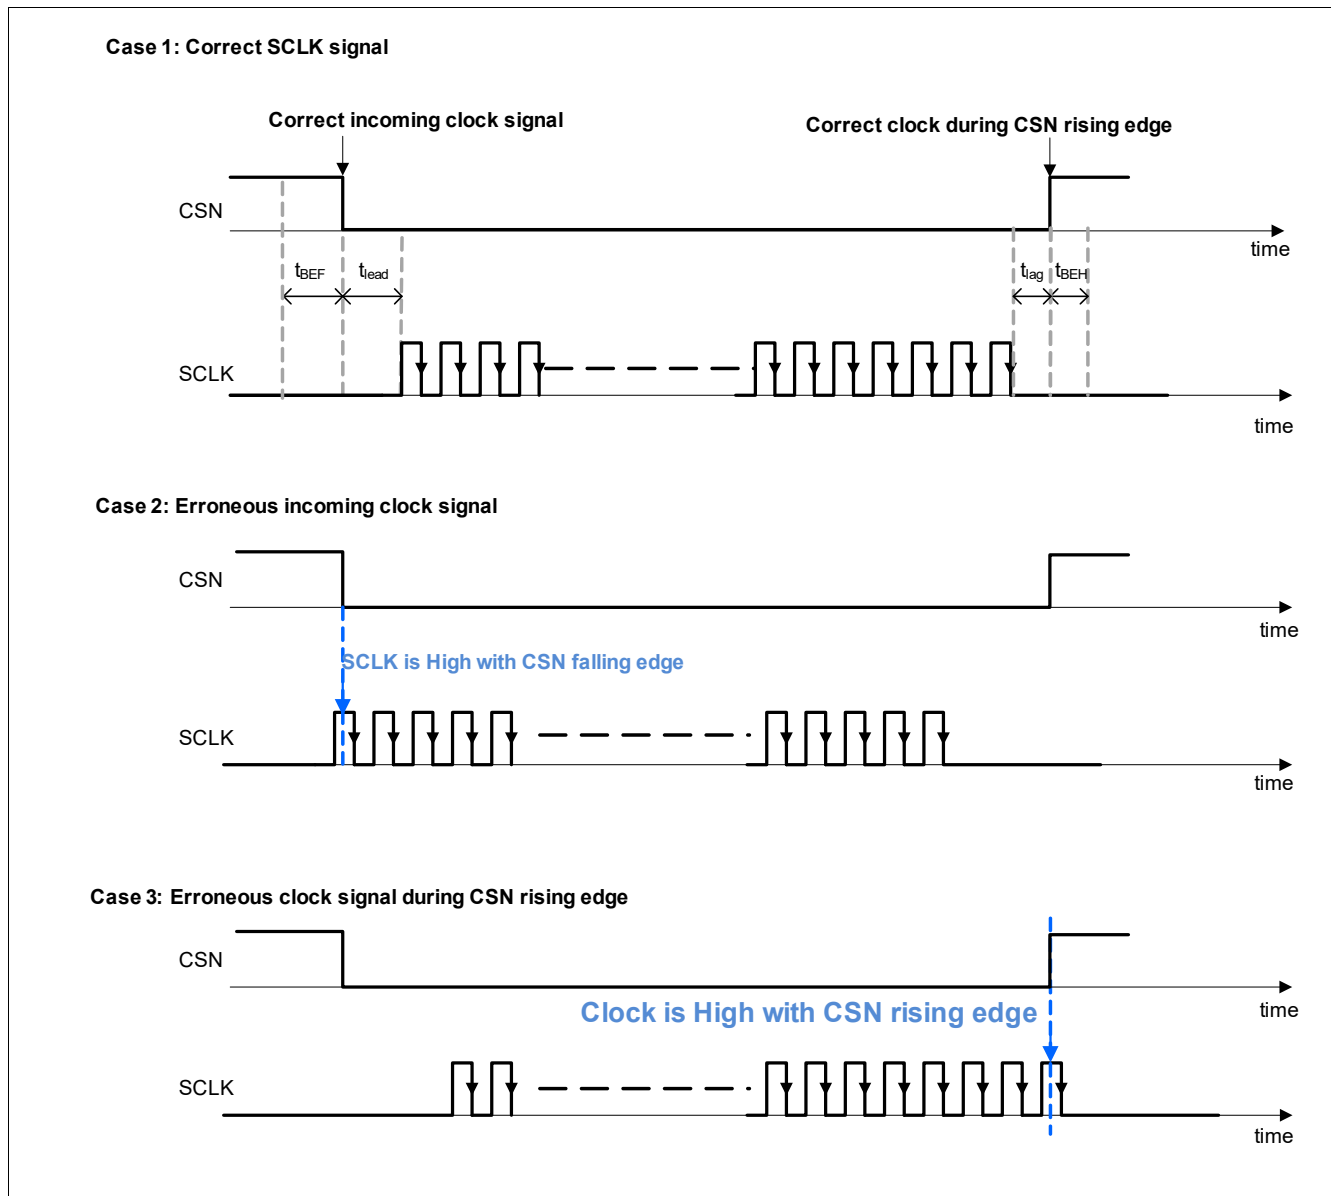 Case 1: Correct SCLK signal
Correct incoming clock signal
Correct clock during CSN rising edge
CSN
time
tBEF
tlead
tlag
tBEH
SCLK
time
Case 2: Erroneous incoming clock signal
CSN
time
SCLK is High with CSN falling edge
SCLK
time
Case 3: Erroneous clock signal during CSN rising edge
CSN
time
Clock is High with CSN rising edge
SCLK
time